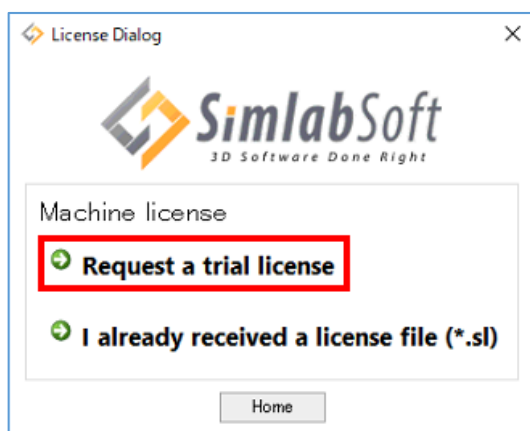 License Dialog
SimlabSoft
3D Software Done Right
Machine license
Request a trial license
I already received a license file (*.sl)
Home